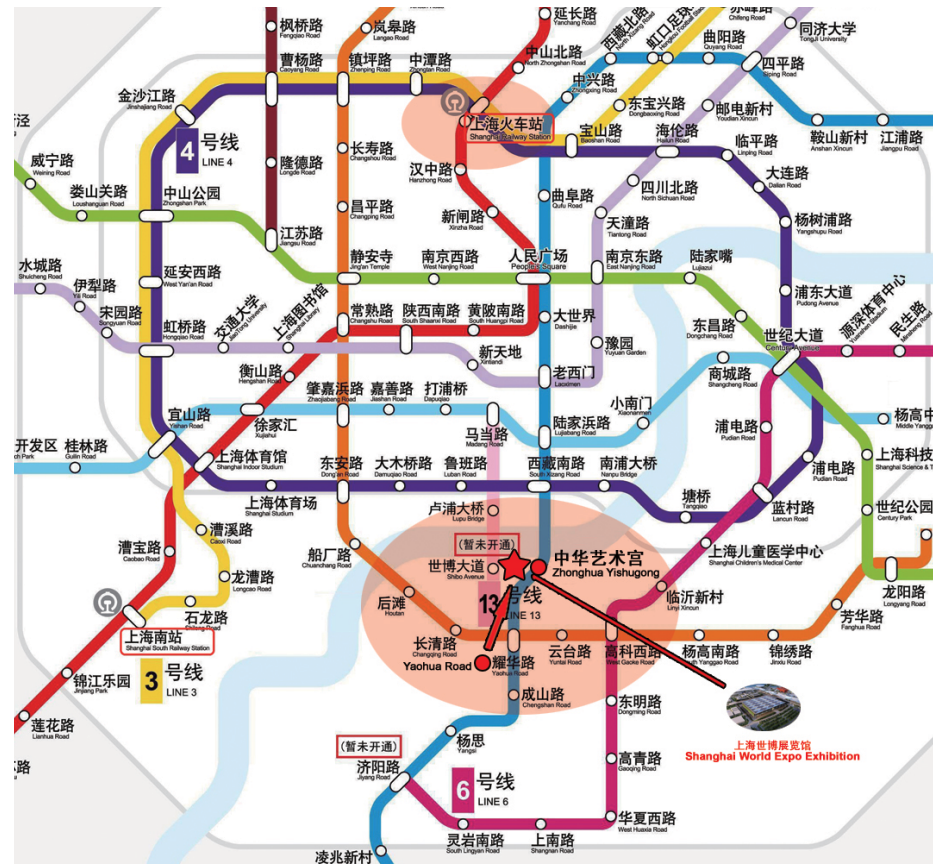 枫桥路
Fengqiao Road
岚皋路
Langao Road
延长路
Yanchang Road
西藏北路
North Xizang Road
虹口足球
Hongkou Football
赤峰路
Chifeng Road
曲阳路
Quyang Road
同济大学
Tongji University
曹杨路
Caoyang Road
镇坪路
Zhenping Road
中潭路
Zhongtan Road
中山北路
North Zhongshan Road
中兴路
Zhongxing Road
四平路
Siping Road
金沙江路
Jinshajiang Road
上海火车站
Shanghai Railway Station
东宝兴路
Dongbaoxing Road
邮电新村
Youdian Xincun
宝山路
Baoshan Road
海伦路
Hailun Road
鞍山新村
Anshan Xincun
江浦路
Jiangpu Road
4
号线
LINE 4
隆德路
Longde Road
长寿路
Changshou Road
汉中路
Hanzhong Road
临平路
Linping Road
威宁路
Weining Road
娄山关路
Loushanguan Road
中山公园
Zhongshan Park
昌平路
Changping Road
新闸路
Xinzha Road
曲阜路
Qufu Road
四川北路
North Sichuan Road
大连路
Dalian Road
天潼路
Tiantong Road
杨树浦路
Yangshupu Road
江苏路
Jiangsu Road
水城路
Shuicheng Road
伊犁路
Yili Road
延安西路
West Yan'an Road
静安寺
Jing'an Temple
南京西路
West Nanjing Road
人民广场
People's Square
南京东路
East Nanjing Road
陆家嘴
Lujiazui
浦东大道
Pudong Avenue
宋园路
Songyuan Road
虹桥路
Hongqiao Road
交通大学
JiaoTong University
上海图书馆
Shanghai Library
常熟路
Changshu Road
陕西南路
South Shaanxi Road
黄陂南路
South Huangpi Road
大世界
Dashijie
豫园
Yuyuan Garden
东昌路
Dongchang Road
世纪大道
Century Avenue
源深体育中心
Yuanshen Stadium
民生路
Minsheng Road
新天地
Xintiandi
衡山路
Hengshan Road
肇嘉浜路
Zhaojiabang Road
嘉善路
Jiashan Road
打浦桥
Dapuqiao
老西门
Laoximen
商城路
Shangcheng Road
小南门
Xiaonanmen
开发区
桂林路
Guilin Road
宜山路
Yishan Road
徐家汇
Xujiahui
马当路
Madang Road
陆家浜路
Lujiabang Road
浦电路
Pudian Road
杨高中
Middle Yangg
上海体育馆
Shanghai Indoor Stadium
东安路
Dong'an Road
大木桥路
Damuqiao Road
鲁班路
Luban Road
西藏南路
South Xizang Road
南浦大桥
Nanpu Bridge
浦电路
Pudian Road
上海科技
Shanghai Science & T
上海体育场
Shanghai Stadium
塘桥
Tangqiao
蓝村路
Lancun Road
世纪公园
Century Park
卢浦大桥
Lupu Bridge
漕溪路
Caoxi Road
漕宝路
Caobao Road
船厂路
Chuanchang Road
(暂未开通)
世博大道
Shibo Avenue
中华艺术宫
Zhonghua Yishugong
上海儿童医学中心
Shanghai Children's Medical Center
龙漕路
Longcao Road
石龙路
后滩
Houtan
13
号线
LINE 13
临沂新村
Linyi Xincun
龙阳路
Longyang Road
芳华路
Fanghua Road
上海南站
Shanghai South Railway Station
长清路
Changqing Road
Yaohua Road
耀华路
Yaohua Road
云台路
Yuntai Road
高科西路
West Gaoke Road
杨高南路
South Yanggao Road
锦绣路
Jinxiu Road
3
号线
LINE 3
锦江乐园
Jinjiang Park
莲花路
Lianhua Road
成山路
Chengshan Road
东明路
Dongming Road
上海世博展览馆
Shanghai World Expo Exhibition
(暂未开通)
杨思
Yangsi
济阳路
Jiyang Road
高青路
Gaoqing Road
6
号线
LINE 6
华夏西路
West Huaxia Road
灵岩南路
South Lingyan Road
上南路
Shangnan Road
凌兆新村